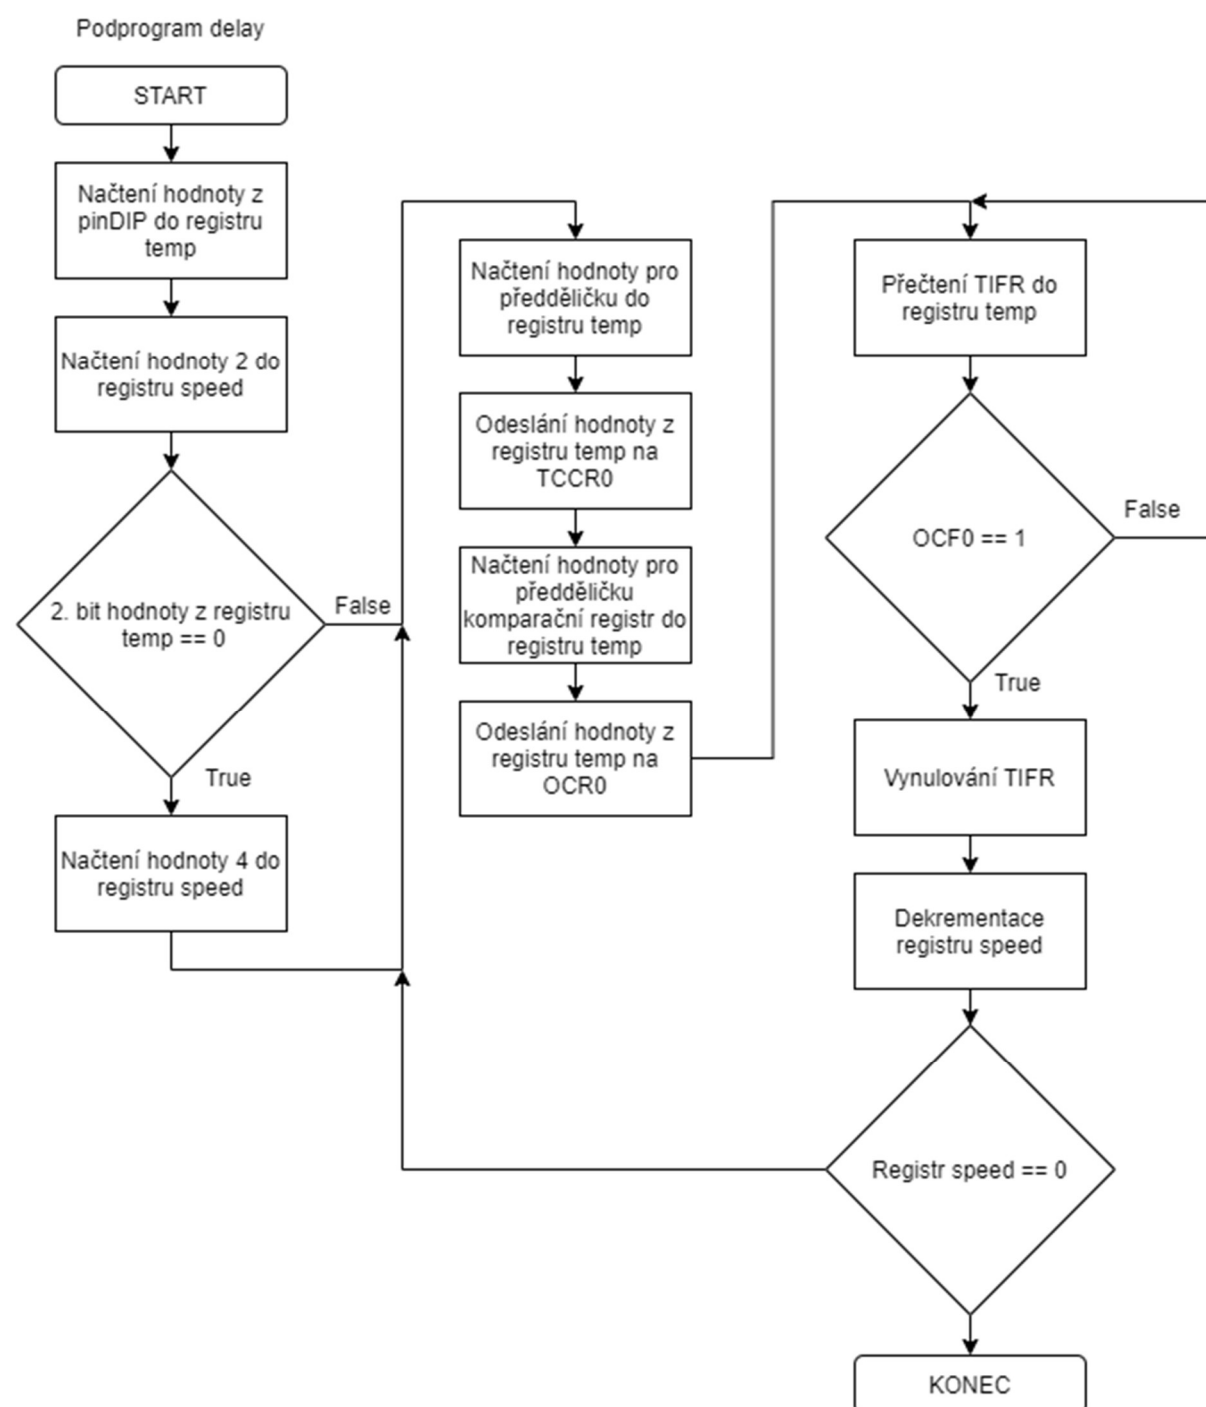 Podprogram delay
START
Načtení hodnoty z
pinDIP do registru
temp
Načtení hodnoty 2 do
registru speed
2. bit hodnoty z registru
temp == 0
False
True
Načtení hodnoty 4 do
registru speed
Načtení hodnoty pro
předděličku do
registru temp
Odeslání hodnoty z
registru temp na
TCCR0
Načtení hodnoty pro
předděličku
komparační registr do
registru temp
Odeslání hodnoty z
registru temp na
OCR0
Přečtení TIFR do
registru temp
OCF0 == 1
False
True
Vynulování TIFR
Dekrementace
registru speed
Registr speed == 0
KONEC